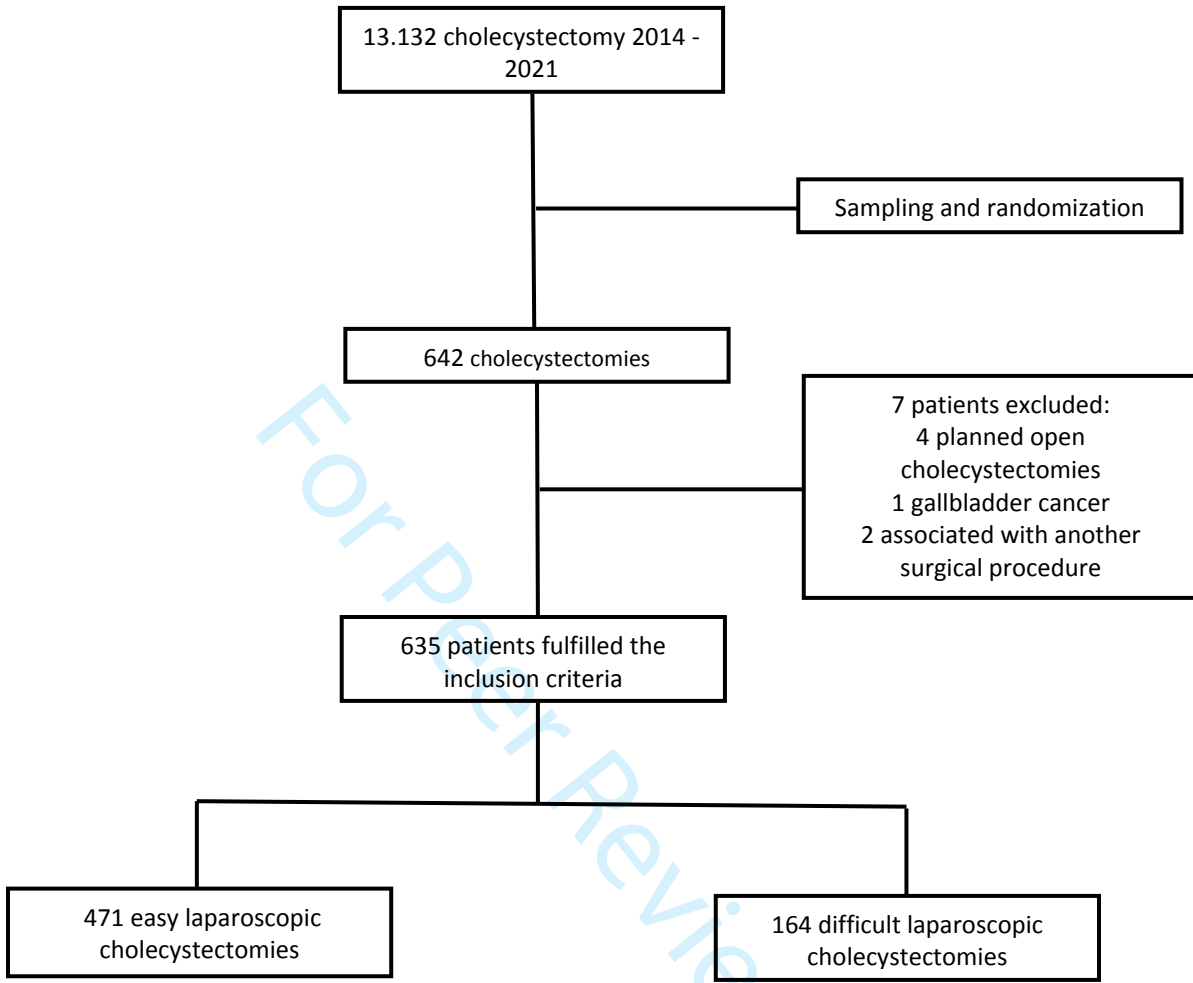 13.132 cholecystectomy 2014 -
2021
Sampling and randomization
642 cholecystectomies
7 patients excluded:
4 planned open
cholecystectomies
1 gallbladder cancer
2 associated with another
surgical procedure
635 patients fulfilled the
inclusion criteria
471 easy laparoscopic
cholecystectomies
164 difficult laparoscopic
cholecystectomies
For Peer Revie